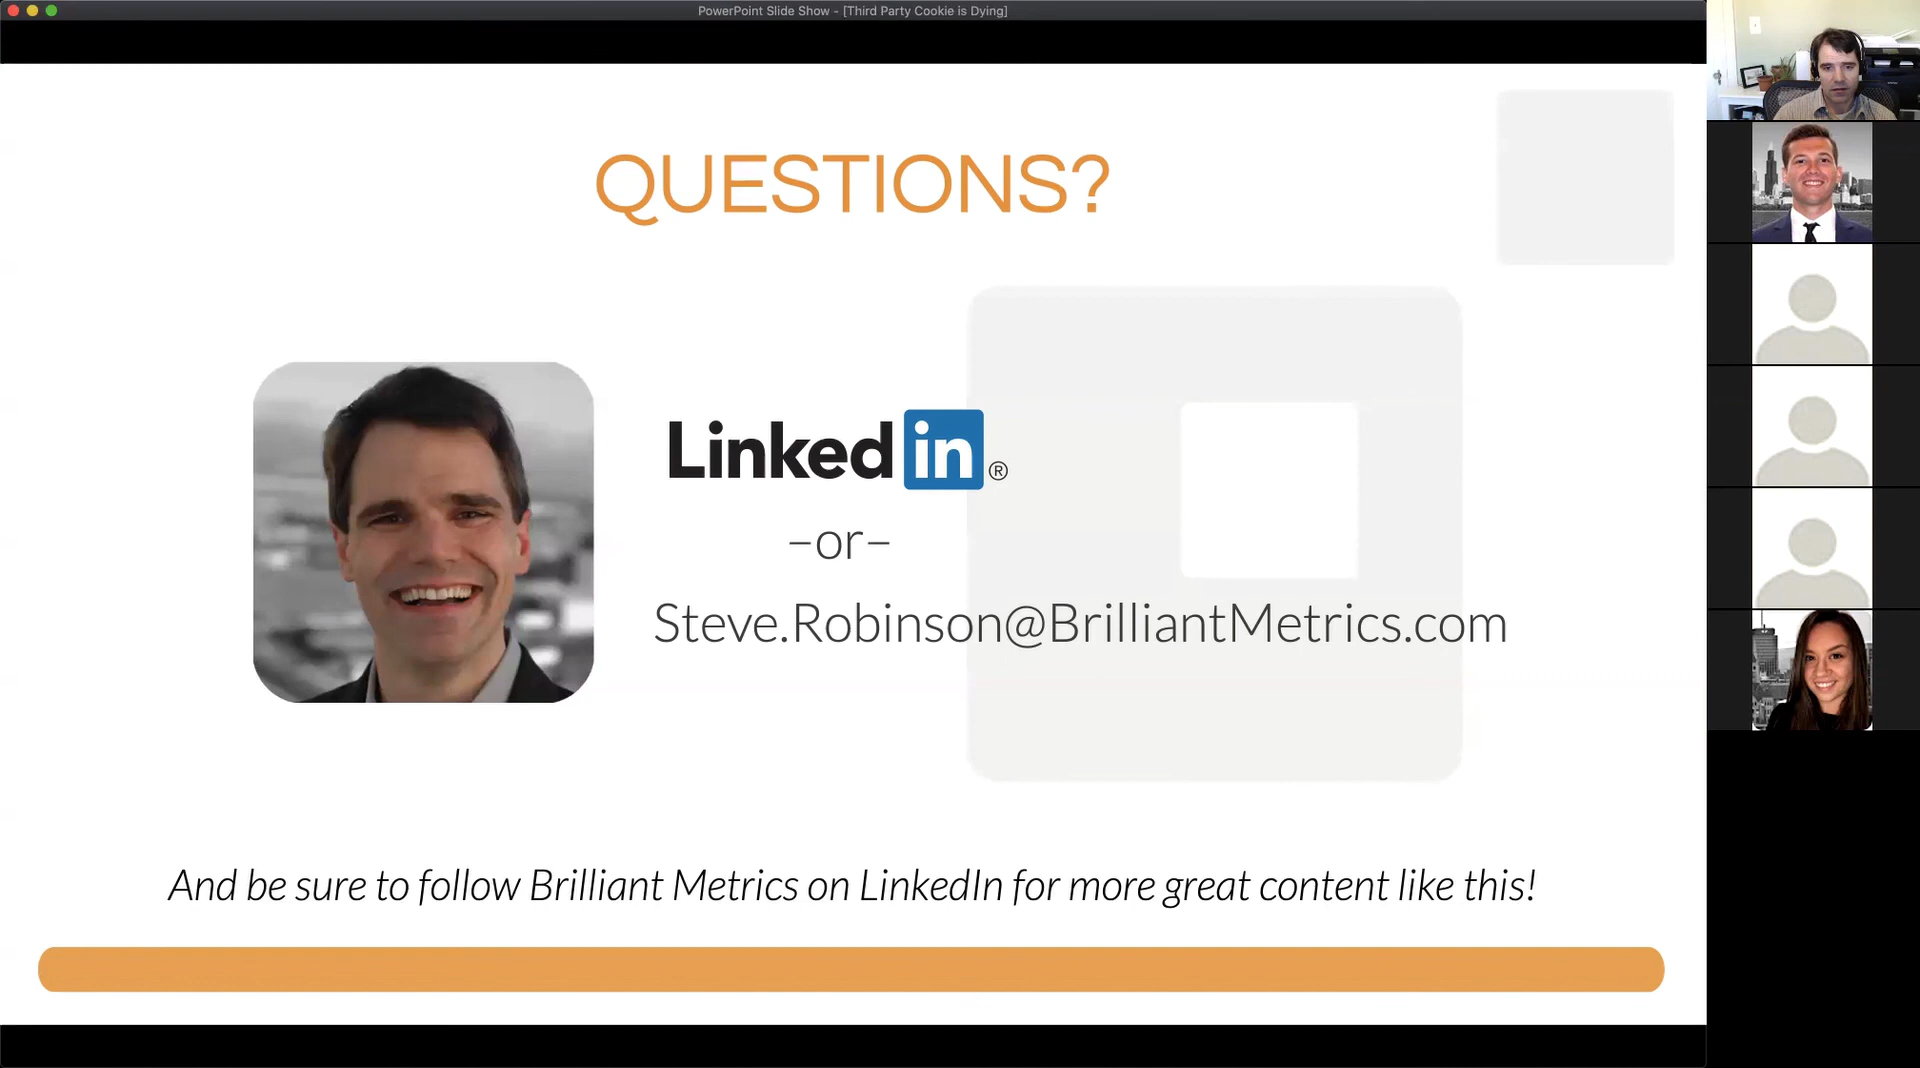 PowerPoint Slide Show - [Third Party Cookie is Dying]
QUESTIONS?
Linkedin®
–or–
Steve.Robinson@BrilliantMetrics.com
And be sure to follow Brilliant Metrics on LinkedIn for more great content like this!